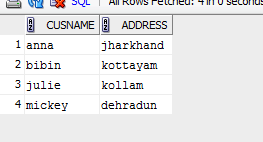 SQL | All Rows Fetched: 4 in 0 seconds
CUSNAME ADDRESS
1 anna jharkhand
2 bibin kottayam
3 julie kollam
4 mickey dehradun